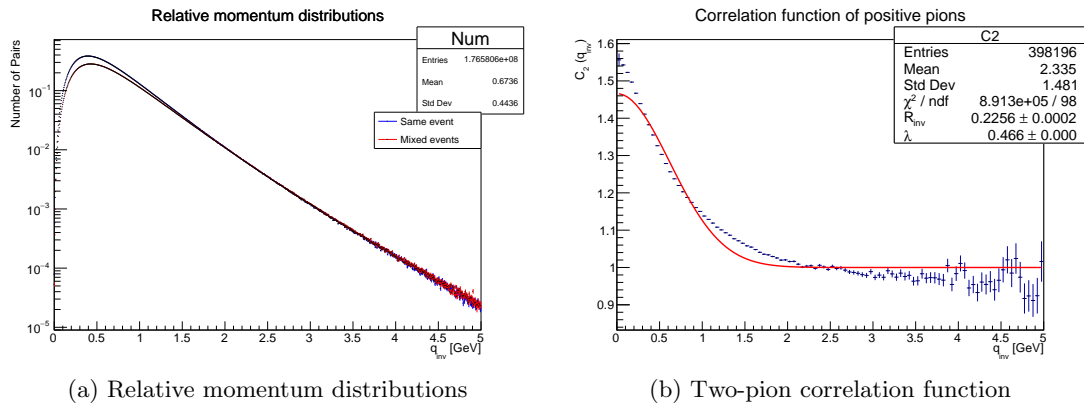 Relative momentum distributions
Number of Pairs
Num
Entries 1.765806e+08
Mean 0.6736
Std Dev 0.4436
Same event
Mixed events
10⁻¹
10⁻²
10⁻³
10⁻⁴
10⁻⁵
0 0.5 1 1.5 2 2.5 3 3.5 4 4.5 5
q_inv [GeV]
(a) Relative momentum distributions
Correlation function of positive pions
C₂ (q_inv)
C2
Entries 398196
Mean 2.335
Std Dev 1.481
χ² / ndf 8.913e+05 / 98
R_inv 0.2256 ± 0.0002
λ 0.466 ± 0.000
1.6
1.5
1.4
1.3
1.2
1.1
1
0.9
0 0.5 1 1.5 2 2.5 3 3.5 4 4.5 5
q_inv [GeV]
(b) Two-pion correlation function